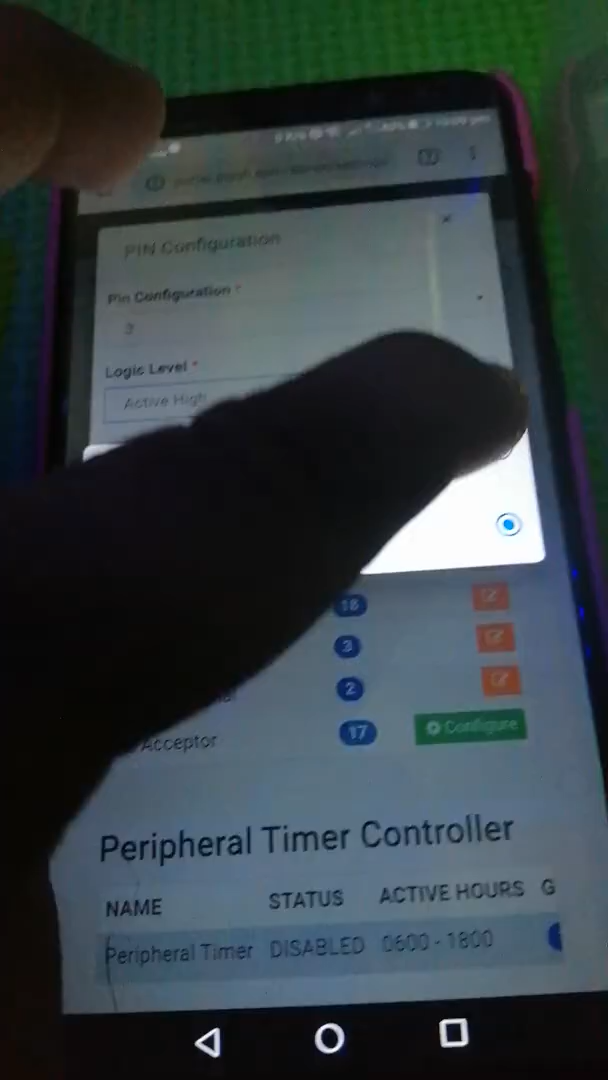 PIN Configuration
×
Pin Configuration *
3
Logic Level *
Active High
18
3
2
Acceptor 17 Configure
Peripheral Timer Controller
NAME STATUS ACTIVE HOURS G
Peripheral Timer DISABLED 0600 - 1800